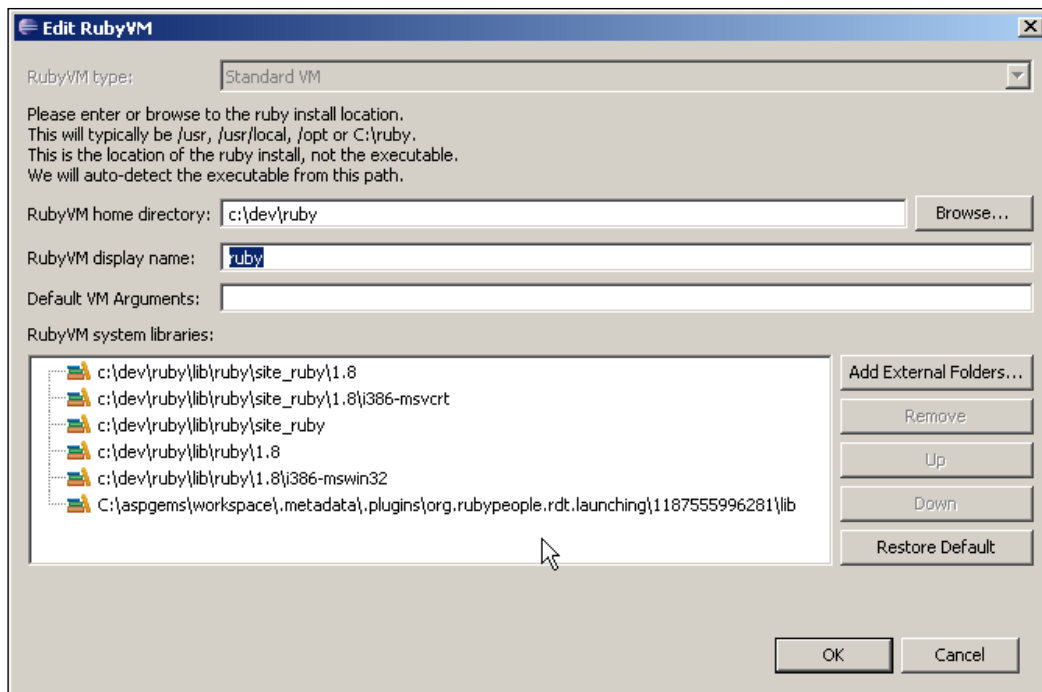 Edit RubyVM
RubyVM type: Standard VM
Please enter or browse to the ruby install location.
This will typically be /usr, /usr/local, /opt or C:\ruby.
This is the location of the ruby install, not the executable.
We will auto-detect the executable from this path.
RubyVM home directory: c:\dev\ruby Browse...
RubyVM display name: ruby
Default VM Arguments:
RubyVM system libraries:
c:\dev\ruby\lib\ruby\site_ruby\1.8
c:\dev\ruby\lib\ruby\site_ruby\1.8\i386-msvcrt
c:\dev\ruby\lib\ruby\site_ruby
c:\dev\ruby\lib\ruby\1.8
c:\dev\ruby\lib\ruby\1.8\i386-mswin32
C:\aspgems\workspace\.metadata\.plugins\org.rubypeople.rdt.launching\1187555996281\lib
Add External Folders...
Remove
Up
Down
Restore Default
OK Cancel